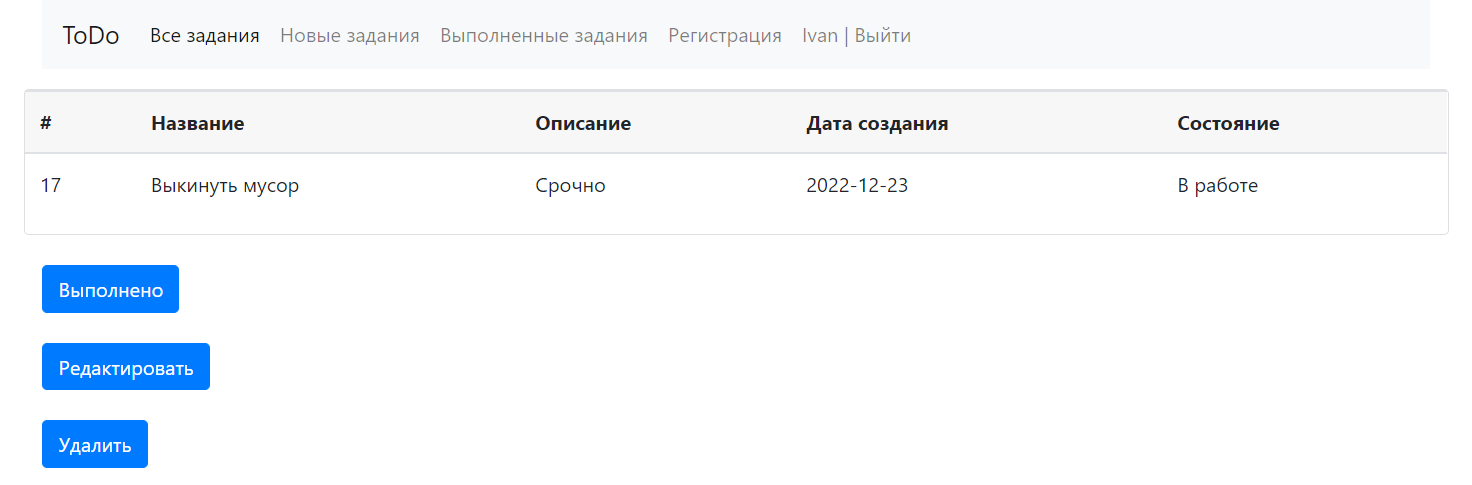 ToDo Все задания Новые задания Выполненные задания Регистрация Ivan | Выйти
# Название Описание Дата создания Состояние
17 Выкинуть мусор Срочно 2022-12-23 В работе
Выполнено
Редактировать
Удалить